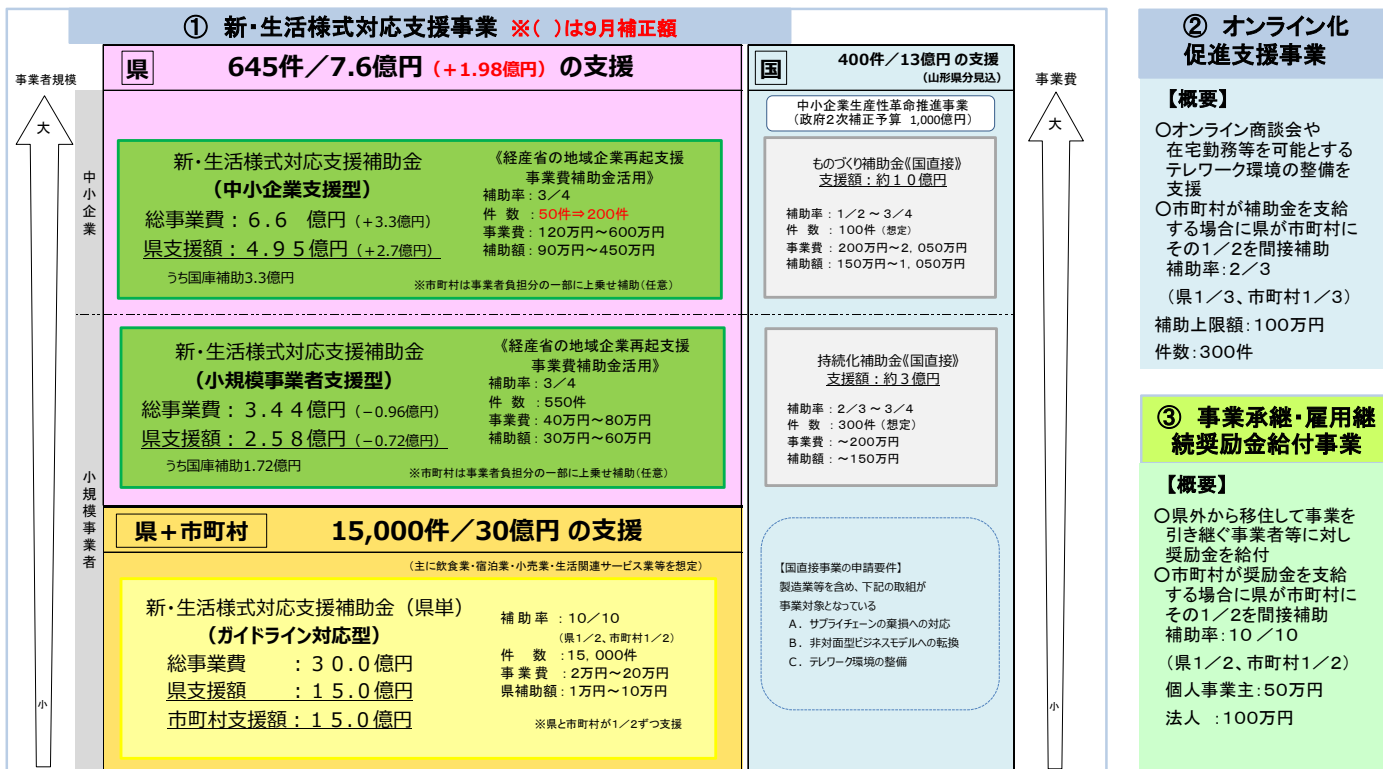 ① 新・生活様式対応支援事業 ※( )は9月補正額
事業者規模
大
小
中小企業
小規模事業者
県
645件／7.6億円（+1.98億円）の支援
新・生活様式対応支援補助金
（中小企業支援型）
総事業費：６.６ 億円（+3.3億円）
県支援額：４.９５億円（+2.7億円）
うち国庫補助3.3億円
《経産省の地域企業再起支援
事業費補助金活用》
補助率：３／４
件 数 ：50件⇒200件
事業費：120万円～600万円
補助額：90万円～450万円
※市町村は事業者負担分の一部に上乗せ補助（任意）
新・生活様式対応支援補助金
（小規模事業者支援型）
総事業費：３.４４億円（－0.96億円）
県支援額：２.５８億円（－0.72億円）
うち国庫補助1.72億円
《経産省の地域企業再起支援
事業費補助金活用》
補助率：３／４
件 数 ：550件
事業費：40万円～80万円
補助額：30万円～60万円
※市町村は事業者負担分の一部に上乗せ補助（任意）
県＋市町村
15,000件／30億円 の支援
（主に飲食業・宿泊業・小売業・生活関連サービス業等を想定）
新・生活様式対応支援補助金（県単）
（ガイドライン対応型）
総事業費 ：３０.０億円
県支援額 ：１５.０億円
市町村支援額：１５.０億円
補 助 率 ：10／10
（県1／2、市町村1／2）
件 数 ：15，000件
事 業 費 ：2万円～20万円
県補助額：1万円～10万円
※県と市町村が１／２ずつ支援
国
400件／13億円 の支援
（山形県分見込）
中小企業生産性革命推進事業
（政府２次補正予算 1,000億円）
ものづくり補助金《国直接》
支援額：約１０億円
補助率：１／２～３／４
件 数 ：100件（想定）
事業費：200万円～2，050万円
補助額：150万円～1，050万円
持続化補助金《国直接》
支援額：約３億円
補助率：２／３～３／４
件 数 ：300件（想定）
事業費：～200万円
補助額：～150万円
【国直接事業の申請要件】
製造業等を含め、下記の取組が
事業対象となっている
Ａ．サプライチェーンの棄損への対応
Ｂ．非対面型ビジネスモデルへの転換
Ｃ．テレワーク環境の整備
事業費
大
小
② オンライン化
促進支援事業
【概要】
○オンライン商談会や
在宅勤務等を可能とする
テレワーク環境の整備を
支援
○市町村が補助金を支給
する場合に県が市町村に
その１／２を間接補助
補助率：２／３
（県１／３、市町村１／３）
補助上限額：１００万円
件数：３００件
③ 事業承継・雇用継
続奨励金給付事業
【概要】
○県外から移住して事業を
引き継ぐ事業者等に対し
奨励金を給付
○市町村が奨励金を支給
する場合に県が市町村に
その１／２を間接補助
補助率：１０／１０
（県１／２、市町村１／２）
個人事業主：５０万円
法人 ：１００万円